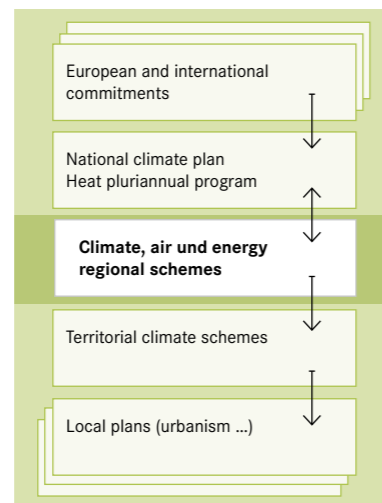 European and international
commitments
National climate plan
Heat pluriannual program
Climate, air und energy
regional schemes
Territorial climate schemes
Local plans (urbanism ...)